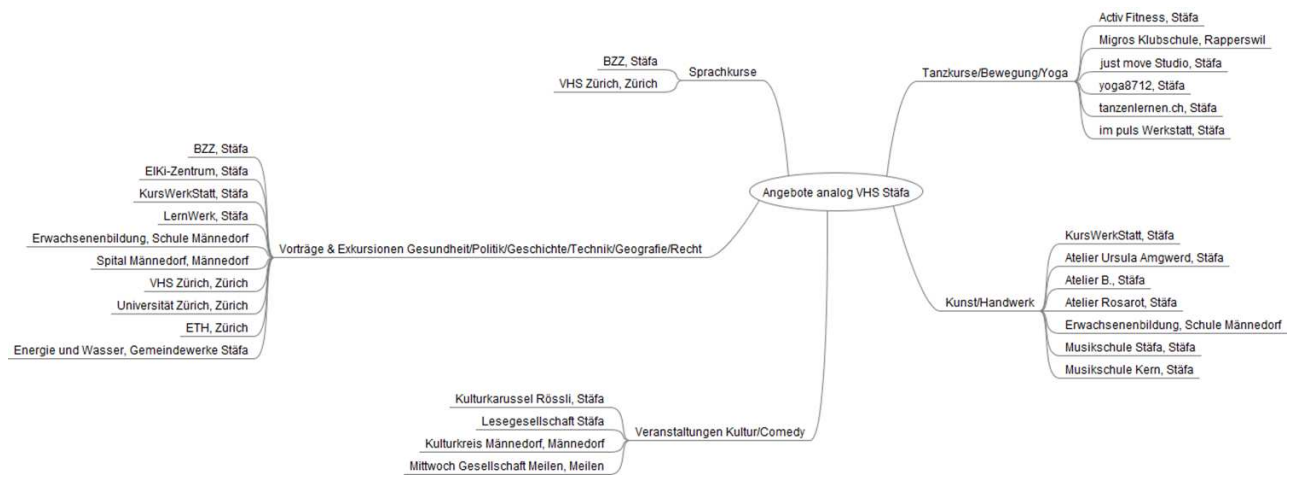 Angebote analog VHS Stäfa
Sprachkurse
BZZ, Stäfa
VHS Zürich, Zürich
Vorträge & Exkursionen Gesundheit/Politik/Geschichte/Technik/Geografie/Recht
BZZ, Stäfa
ElKi-Zentrum, Stäfa
KursWerkStatt, Stäfa
LernWerk, Stäfa
Erwachsenenbildung, Schule Männedorf
Spital Männedorf, Männedorf
VHS Zürich, Zürich
Universität Zürich, Zürich
ETH, Zürich
Energie und Wasser, Gemeindewerke Stäfa
Veranstaltungen Kultur/Comedy
Kulturkarussel Rössli, Stäfa
Lesegesellschaft Stäfa
Kulturkreis Männedorf, Männedorf
Mittwoch Gesellschaft Meilen, Meilen
Tanzkurse/Bewegung/Yoga
Activ Fitness, Stäfa
Migros Klubschule, Rapperswil
just move Studio, Stäfa
yoga8712, Stäfa
tanzenlernen.ch, Stäfa
im puls Werkstatt, Stäfa
Kunst/Handwerk
KursWerkStatt, Stäfa
Atelier Ursula Amgwerd, Stäfa
Atelier B., Stäfa
Atelier Rosarot, Stäfa
Erwachsenenbildung, Schule Männedorf
Musikschule Stäfa, Stäfa
Musikschule Kern, Stäfa